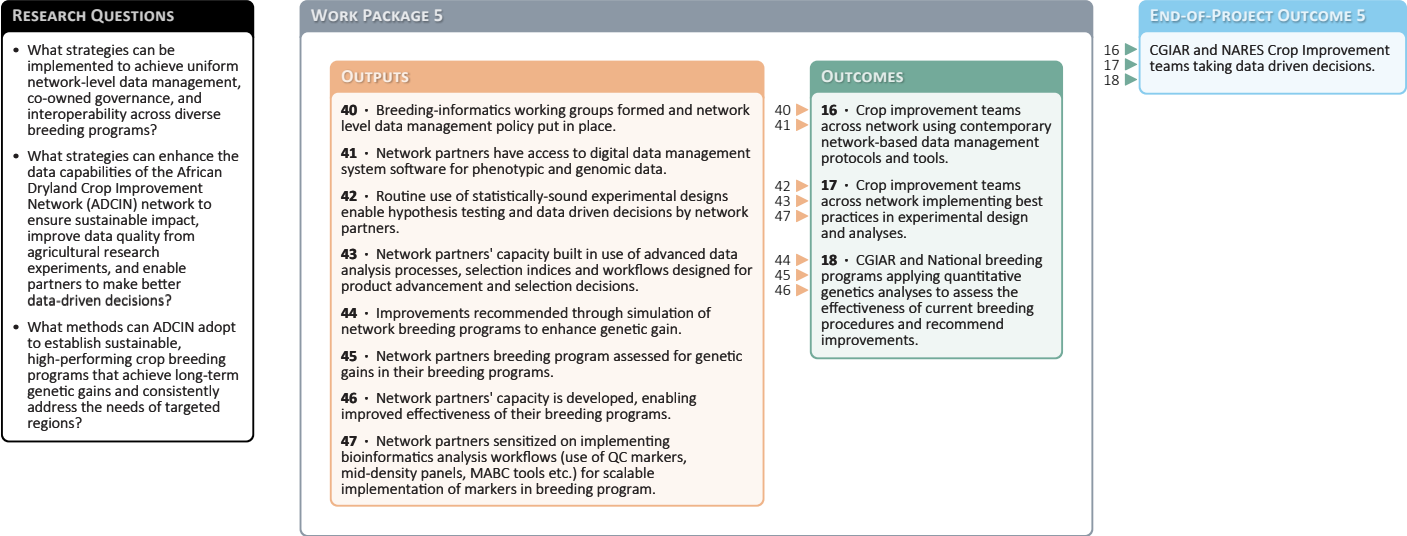 RESEARCH QUESTIONS
• What strategies can be
implemented to achieve uniform
network-level data management,
co-owned governance, and
interoperability across diverse
breeding programs?
• What strategies can enhance the
data capabilities of the African
Dryland Crop Improvement
Network (ADCIN) network to
ensure sustainable impact,
improve data quality from
agricultural research
experiments, and enable
partners to make better
data-driven decisions?
• What methods can ADCIN adopt
to establish sustainable,
high-performing crop breeding
programs that achieve long-term
genetic gains and consistently
address the needs of targeted
regions?
WORK PACKAGE 5
OUTPUTS
40 · Breeding-informatics working groups formed and network
level data management policy put in place.
41 · Network partners have access to digital data management
system software for phenotypic and genomic data.
42 · Routine use of statistically-sound experimental designs
enable hypothesis testing and data driven decisions by network
partners.
43 · Network partners' capacity built in use of advanced data
analysis processes, selection indices and workflows designed for
product advancement and selection decisions.
44 · Improvements recommended through simulation of
network breeding programs to enhance genetic gain.
45 · Network partners breeding program assessed for genetic
gains in their breeding programs.
46 · Network partners' capacity is developed, enabling
improved effectiveness of their breeding programs.
47 · Network partners sensitized on implementing
bioinformatics analysis workflows (use of QC markers,
mid-density panels, MABC tools etc.) for scalable
implementation of markers in breeding program.
40
41
42
43
47
44
45
46
OUTCOMES
16 · Crop improvement teams
across network using contemporary
network-based data management
protocols and tools.
17 · Crop improvement teams
across network implementing best
practices in experimental design
and analyses.
18 · CGIAR and National breeding
programs applying quantitative
genetics analyses to assess the
effectiveness of current breeding
procedures and recommend
improvements.
16
17
18
END-OF-PROJECT OUTCOME 5
CGIAR and NARES Crop Improvement
teams taking data driven decisions.